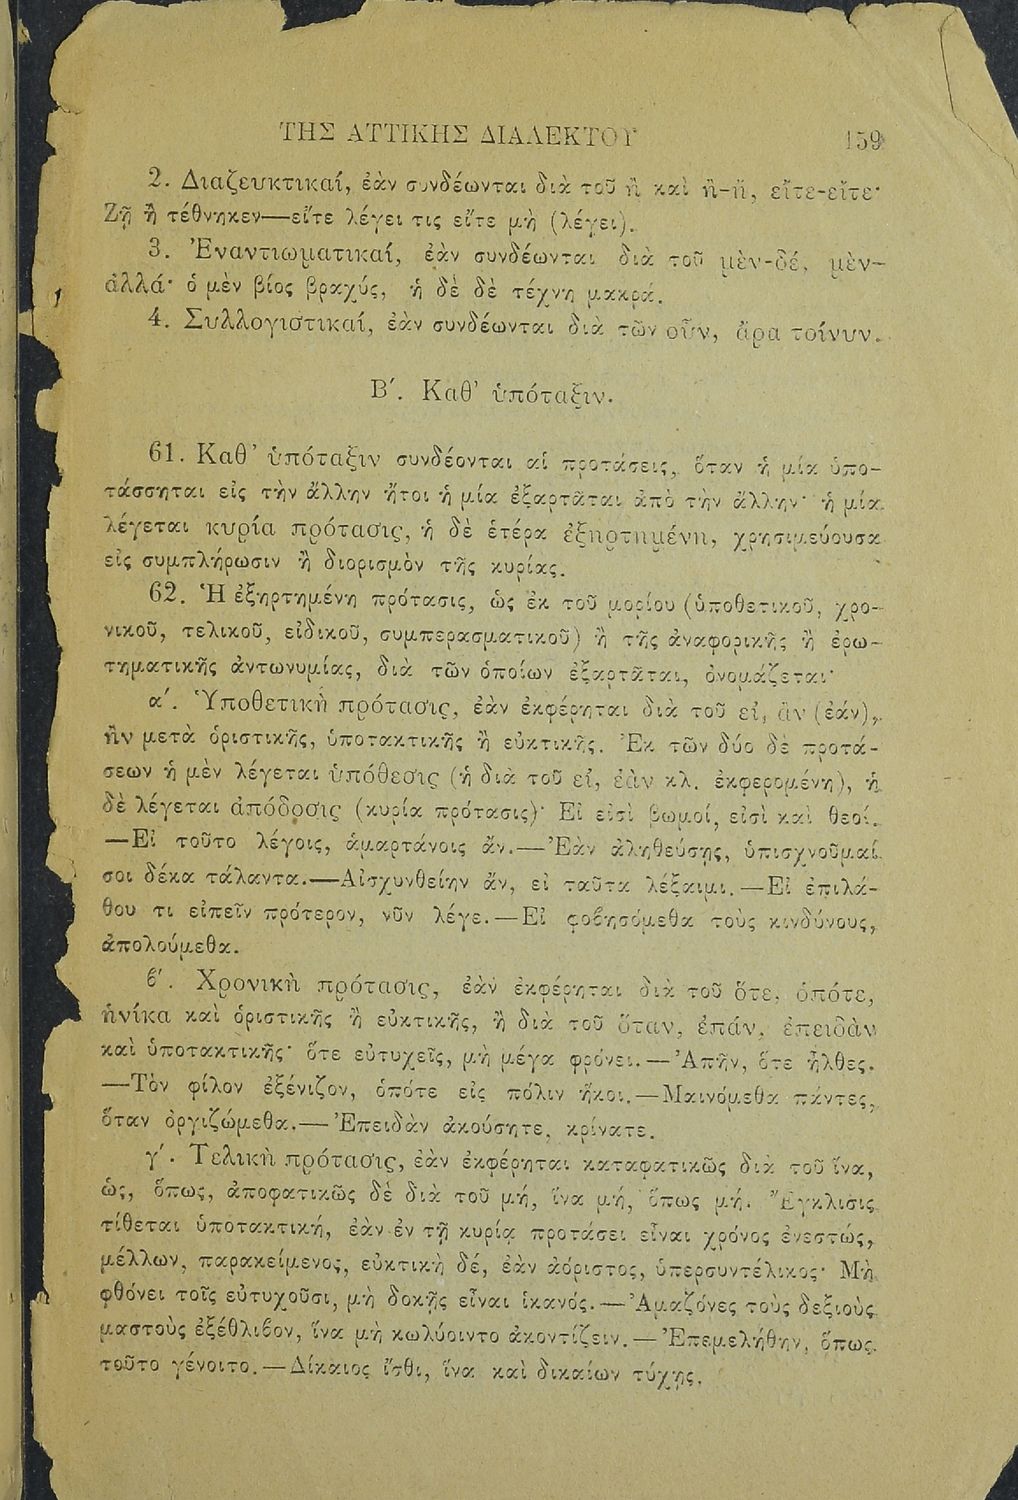 ΤΗΣ ΑΤΤΙΚΗΣ ΔΙΑΛΕΚΤΟΥ 159
2. Διαζευκτικαί, ἐὰν συνδέωνται διὰ τοῦ ἢ καὶ ἢ-ἤ, εἴτε-εἴτε·
Ζῇ ἢ τέθνηκεν—εἴτε λέγει τις εἴτε μὴ (λέγει).
3. Ἐναντιωματικαί, ἐὰν συνδέωνται διὰ τοῦ μὲν-δέ, μὲν-
ἀλλά· ὁ μὲν βίος βραχύς, ἡ δὲ δὲ τέχνη μακρά.
4. Συλλογιστικαί, ἐὰν συνδέωνται διὰ τῶν οὖν, ἄρα τοίνυν.
Β΄. Καθ’ ὑπόταξιν.
61. Καθ’ ὑπόταξιν συνδέονται αἱ προτάσεις, ὅταν ἡ μία ὑπο-
τάσσηται εἰς τὴν ἄλλην ἤτοι ἡ μία ἐξαρτᾶται ἀπὸ τὴν ἄλλην· ἡ μία
λέγεται κυρία πρότασις, ἡ δὲ ἑτέρα ἐξηρτημένη, χρησιμεύουσα
εἰς συμπλήρωσιν ἢ διορισμὸν τῆς κυρίας.
62. Ἡ ἐξηρτημένη πρότασις, ὡς ἐκ τοῦ μορίου (ὑποθετικοῦ, χρο-
νικοῦ, τελικοῦ, εἰδικοῦ, συμπερασματικοῦ) ἢ τῆς ἀναφορικῆς ἢ ἐρω-
τηματικῆς ἀντωνυμίας, διὰ τῶν ὁποίων ἐξαρτᾶται, ὀνομάζεται·
α΄. Ὑποθετικὴ πρότασις, ἐὰν ἐκφέρηται διὰ τοῦ εἰ, ἂν (ἐάν),
ἢν μετὰ ὁριστικῆς, ὑποτακτικῆς ἢ εὐκτικῆς. Ἐκ τῶν δύο δὲ προτά-
σεων ἡ μὲν λέγεται ὑπόθεσις (ἡ διὰ τοῦ εἰ, ἐὰν κλ. ἐκφερομένη), ἡ
δὲ λέγεται ἀπόδοσις (κυρία πρότασις)· Εἰ εἰσὶ βωμοί, εἰσὶ καὶ θεοί.
—Εἰ τοῦτο λέγοις, ἁμαρτάνοις ἄν.—Ἐὰν ἀληθεύσῃς, ὑπισχνοῦμαί
σοι δέκα τάλαντα.—Αἰσχυνθείην ἄν, εἰ ταῦτα λέξαιμι.—Εἰ ἐπιλά-
θου τι εἰπεῖν πρότερον, νῦν λέγε.—Εἰ φοβησόμεθα τοὺς κινδύνους,
ἀπολούμεθα.
β΄. Χρονικὴ πρότασις, ἐὰν ἐκφέρηται διὰ τοῦ ὅτε, ὁπότε,
ἡνίκα καὶ ὁριστικῆς ἢ εὐκτικῆς, ἢ διὰ τοῦ ὅταν, ἐπάν, ἐπειδὰν
καὶ ὑποτακτικῆς· ὅτε εὐτυχεῖς, μὴ μέγα φρόνει.—Ἀπῆν, ὅτε ἦλθες.
—Τὸν φίλον ἐξένιζον, ὁπότε εἰς πόλιν ἥκοι.—Μαινόμεθα πάντες,
ὅταν ὀργιζώμεθα.—Ἐπειδὰν ἀκούσητε, κρίνατε.
γ΄. Τελικὴ πρότασις, ἐὰν ἐκφέρηται καταφατικῶς διὰ τοῦ ἵνα,
ὡς, ὅπως, ἀποφατικῶς δὲ διὰ τοῦ μή, ἵνα μή, ὅπως μή. Ἔγκλισις
τίθεται ὑποτακτική, ἐὰν ἐν τῇ κυρίᾳ προτάσει εἶναι χρόνος ἐνεστώς,
μέλλων, παρακείμενος, εὐκτικὴ δέ, ἐὰν ἀόριστος, ὑπερσυντέλικος· Μὴ
φθόνει τοῖς εὐτυχοῦσι, μὴ δοκῇς εἶναι ἱκανός.—Ἀμαζόνες τοὺς δεξιοὺς
μαστοὺς ἐξέθλιβον, ἵνα μὴ κωλύοιντο ἀκοντίζειν.—Ἐπεμελήθην, ὅπως
τοῦτο γένοιτο.—Δίκαιος ἴσθι, ἵνα καὶ δικαίων τύχῃς.